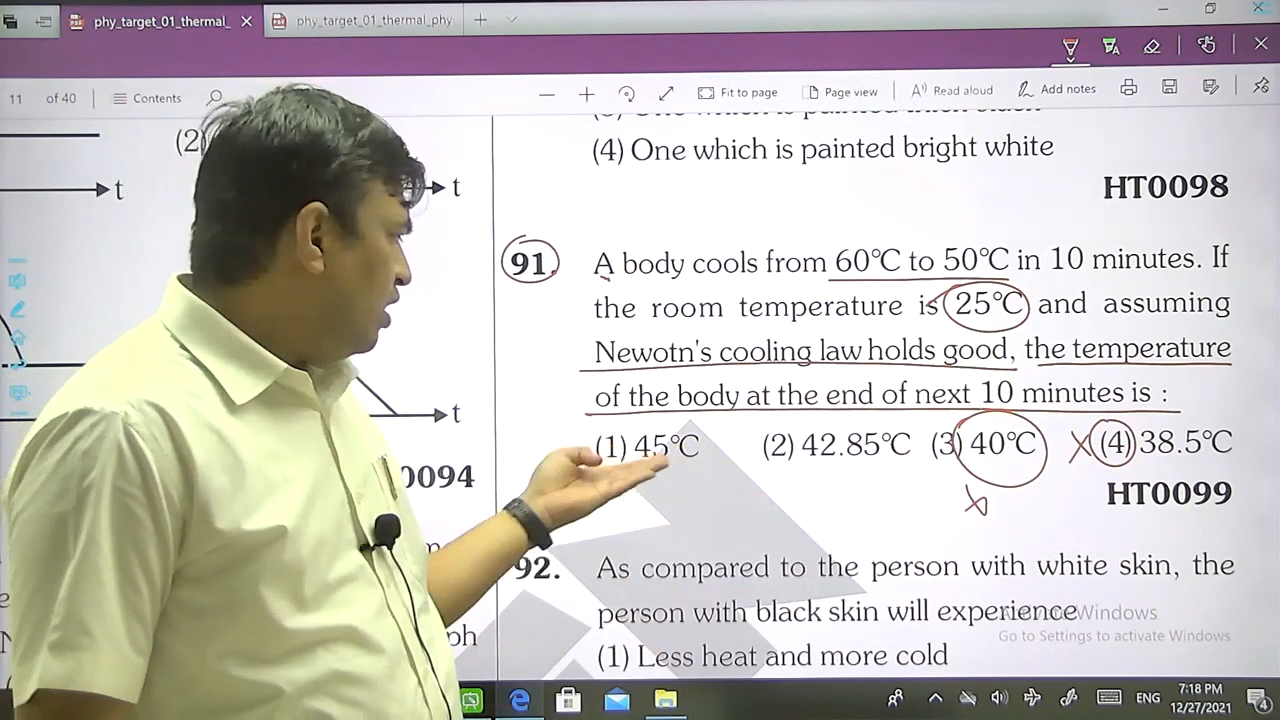 phy_target_01_thermal_
phy_target_01_thermal_phy
11 of 40
Contents
Fit to page
Page view
Read aloud
Add notes
(2)
t
t
t
0094
ph
(4) One which is painted bright white
HT0098
91. A body cools from 60°C to 50°C in 10 minutes. If
the room temperature is 25°C and assuming
Newotn's cooling law holds good, the temperature
of the body at the end of next 10 minutes is :
(1) 45°C (2) 42.85°C (3) 40°C (4) 38.5°C
HT0099
92. As compared to the person with white skin, the
person with black skin will experience
(1) Less heat and more cold
Activate Windows
Go to Settings to activate Windows.
ENG
7:18 PM
12/27/2021
4